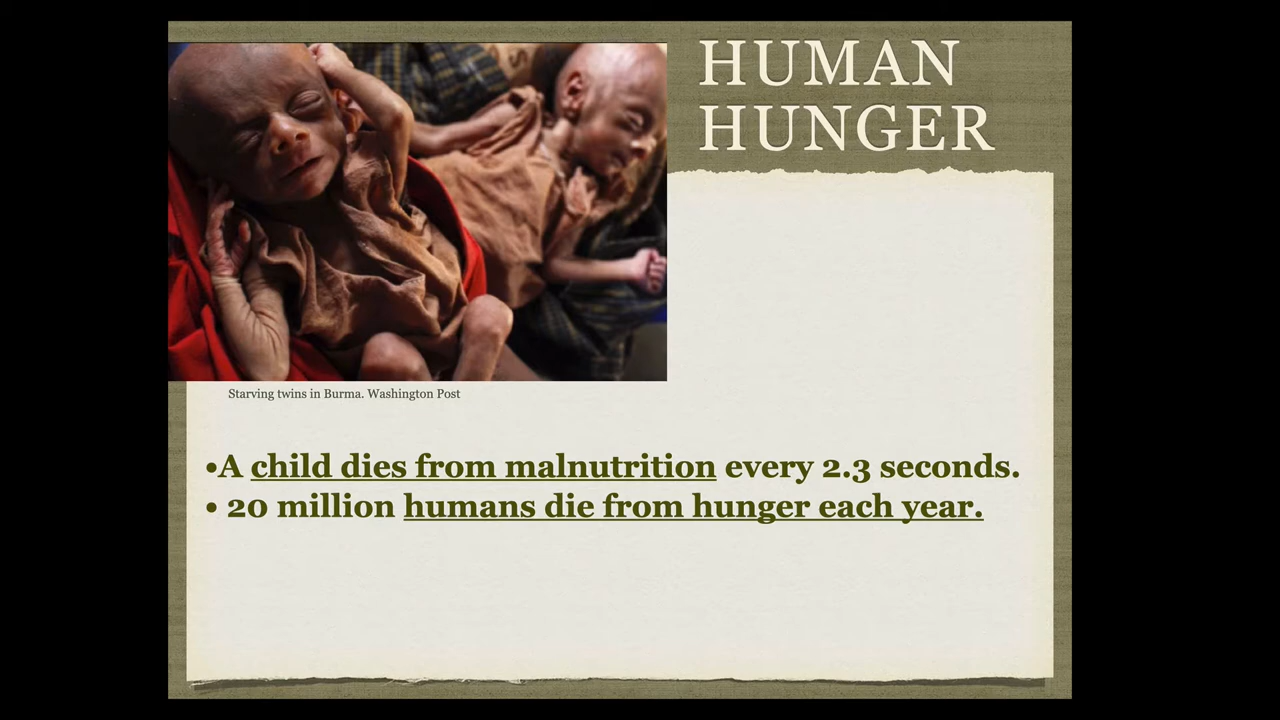 HUMAN
HUNGER
Starving twins in Burma. Washington Post
•A child dies from malnutrition every 2.3 seconds.
• 20 million humans die from hunger each year.